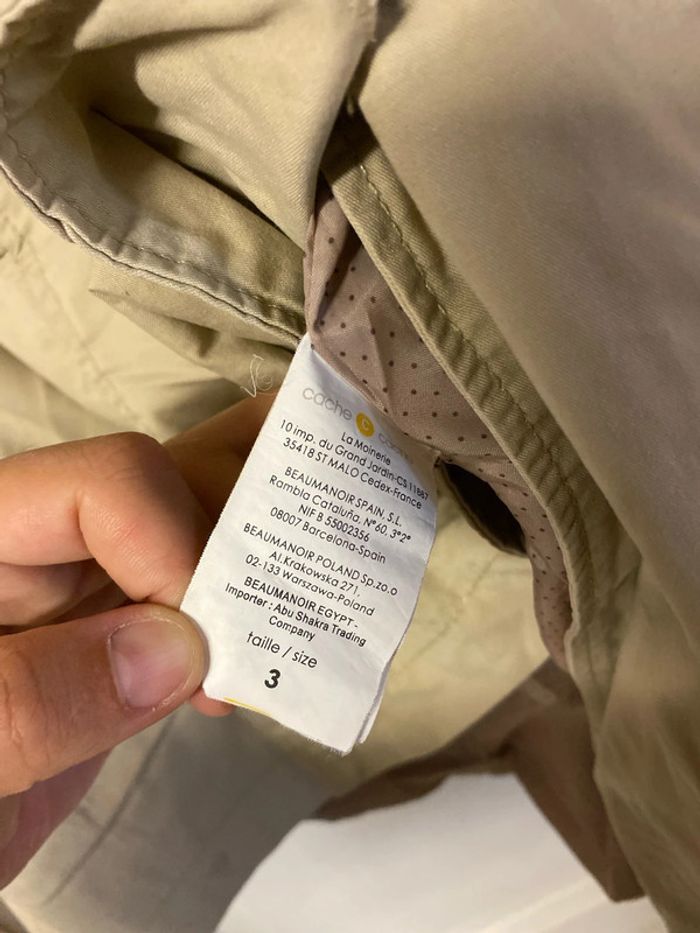 cache c cache
La Moinerie
10 imp. du Grand Jardin-CS 11887
35418 ST MALO Cedex-France
BEAUMANOIR SPAIN, S.L.
Rambla Cataluña, Nº60, 3º2º
NIF B 55002356
08007 Barcelona-Spain
BEAUMANOIR POLAND Sp.zo.o
Al.Krakowska 271,
02-133 Warszawa-Poland
BEAUMANOIR EGYPT -
Importer : Abu Shakra Trading
Company
taille / size
3